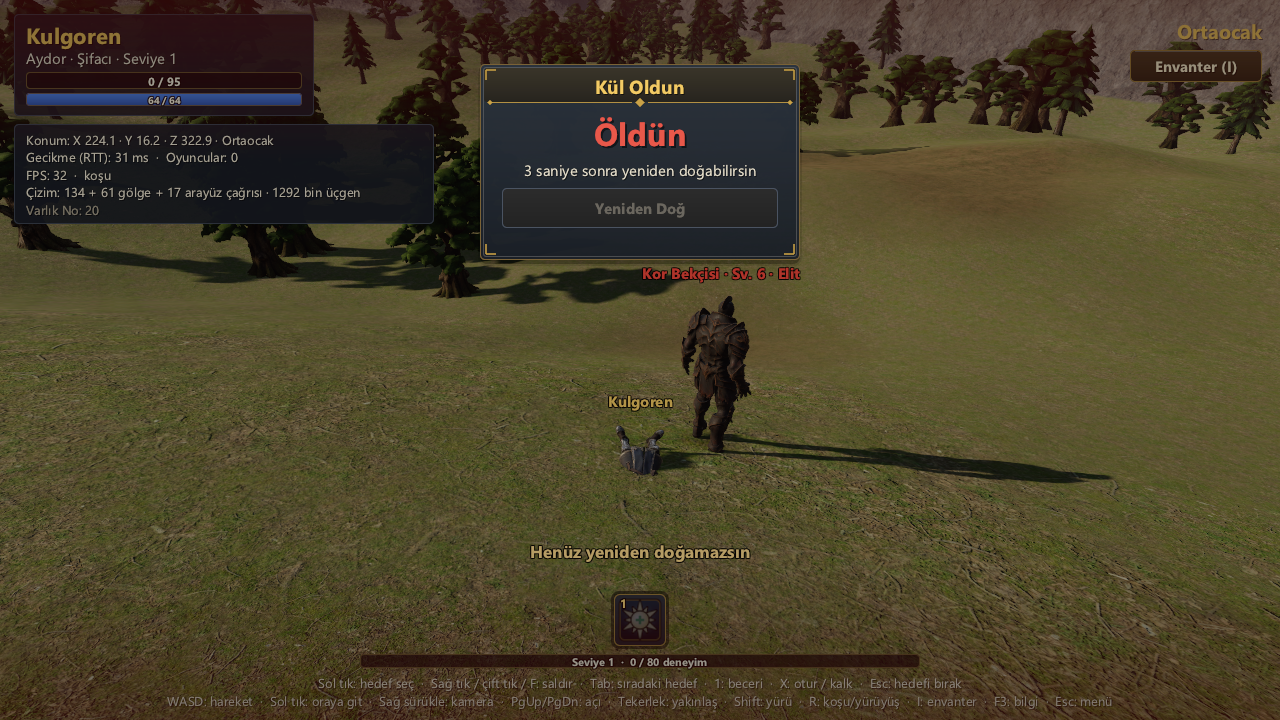 Kulgoren
Aydor · Şifacı · Seviye 1
0 / 95
64 / 64
Konum: X 224.1 · Y 16.2 · Z 322.9 · Ortaocak
Gecikme (RTT): 31 ms · Oyuncular: 0
FPS: 32 · koşu
Çizim: 134 + 61 gölge + 17 arayüz çağrısı · 1292 bin üçgen
Varlık No: 20
Ortaocak
Envanter (I)
Kül Oldun
Öldün
3 saniye sonra yeniden doğabilirsin
Yeniden Doğ
Kor Bekçisi · Sv. 6 · Elit
Kulgoren
Henüz yeniden doğamazsın
1
Seviye 1 · 0 / 80 deneyim
Sol tık: hedef seç · Sağ tık / çift tık / F: saldır · Tab: sıradaki hedef · 1: beceri · X: otur / kalk · Esc: hedefi bırak
WASD: hareket · Sol tık: oraya git · Sağ sürükle: kamera · PgUp/PgDn: açı · Tekerlek: yakınlaş · Shift: yürü · R: koşu/yürüyüş · I: envanter · F3: bilgi · Esc: menü